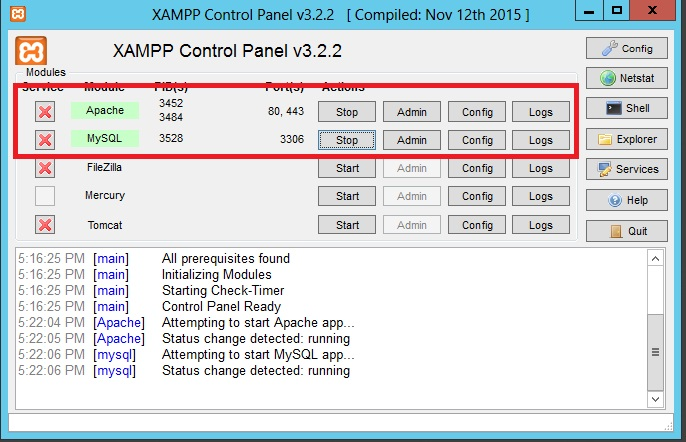 XAMPP Control Panel v3.2.2 [ Compiled: Nov 12th 2015 ]
XAMPP Control Panel v3.2.2
Config
Modules
Service Module PID(s) Port(s) Actions
Netstat
Apache 3452 3484 80, 443 Stop Admin Config Logs
Shell
MySQL 3528 3306 Stop Admin Config Logs
Explorer
FileZilla Start Admin Config Logs
Services
Mercury Start Admin Config Logs
Help
Tomcat Start Admin Config Logs
Quit
5:16:25 PM [main] All prerequisites found
5:16:25 PM [main] Initializing Modules
5:16:25 PM [main] Starting Check-Timer
5:16:25 PM [main] Control Panel Ready
5:22:04 PM [Apache] Attempting to start Apache app...
5:22:05 PM [Apache] Status change detected: running
5:22:06 PM [mysql] Attempting to start MySQL app...
5:22:06 PM [mysql] Status change detected: running